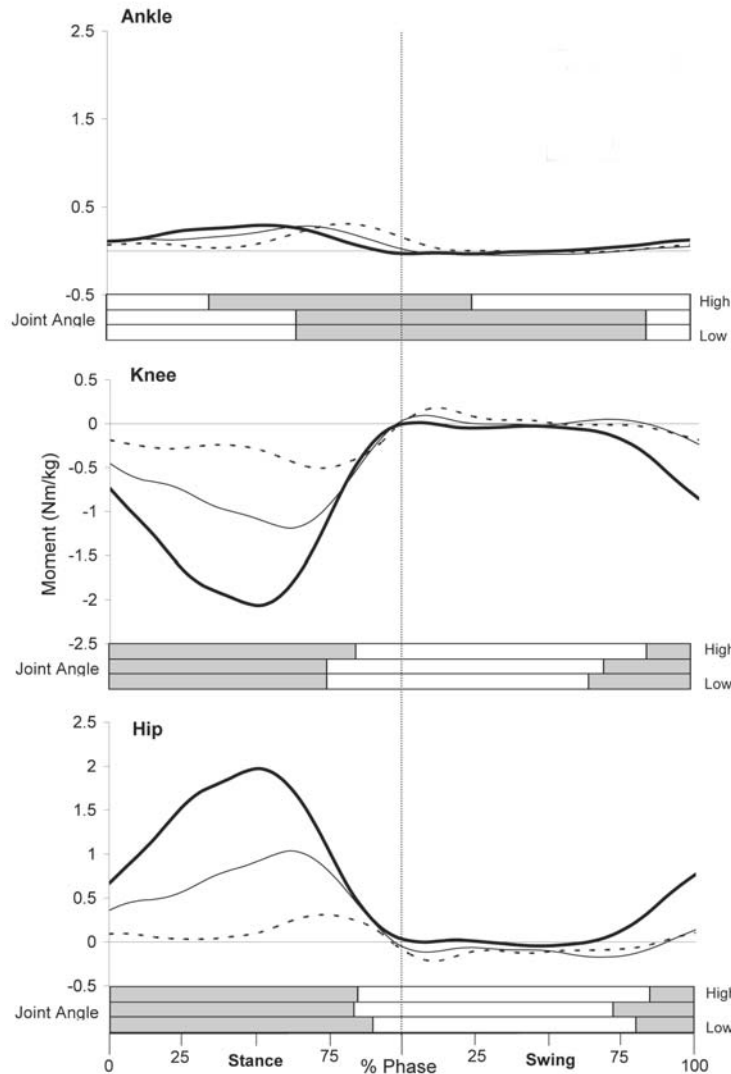 Ankle
2.5
1.5
0.5
-0.5
High
Joint Angle
Low
Knee
0.5
0
-0.5
-1
-1.5
-2
-2.5
Moment (Nm/kg)
High
Joint Angle
Low
Hip
2.5
2
1.5
1
0.5
0
-0.5
High
Joint Angle
Low
0 25 Stance 75 % Phase 25 Swing 75 100